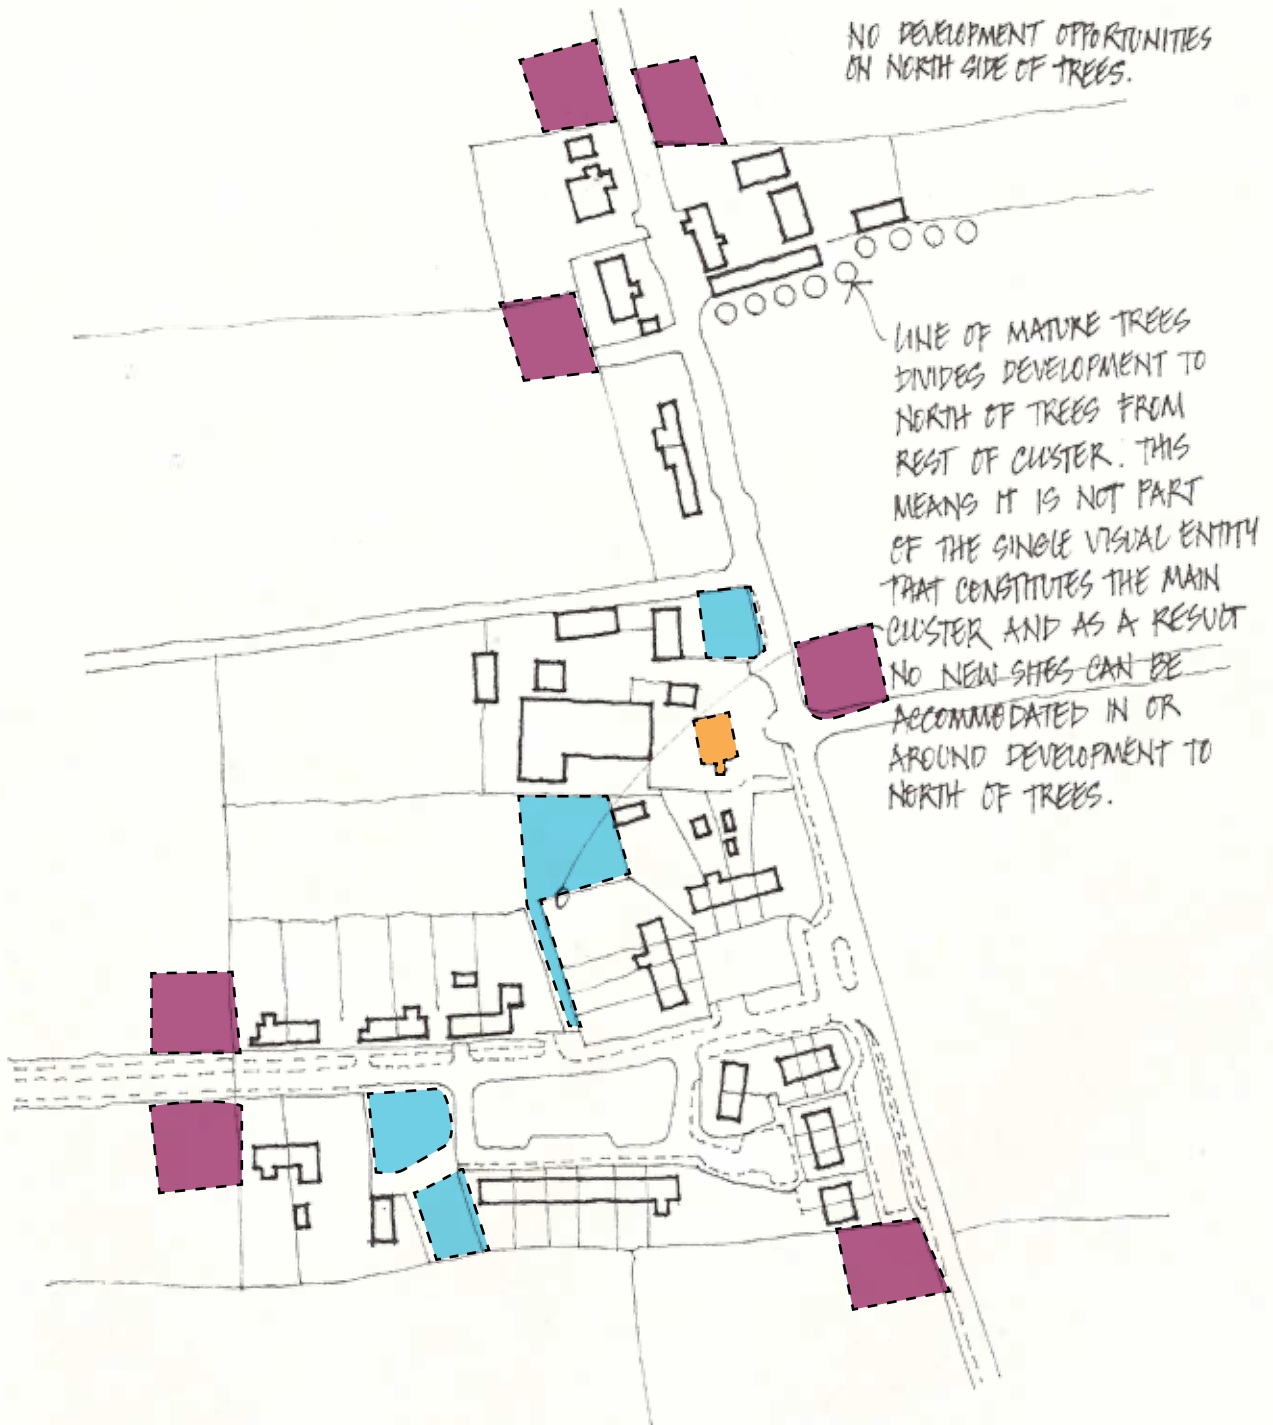 NO DEVELOPMENT OPPORTUNITIES
ON NORTH SIDE OF TREES.
LINE OF MATURE TREES
DIVIDES DEVELOPMENT TO
NORTH OF TREES FROM
REST OF CLUSTER. THIS
MEANS IT IS NOT PART
OF THE SINGLE VISUAL ENTITY
THAT CONSTITUTES THE MAIN
CLUSTER AND AS A RESULT
NO NEW SITES CAN BE
ACCOMMODATED IN OR
AROUND DEVELOPMENT TO
NORTH OF TREES.